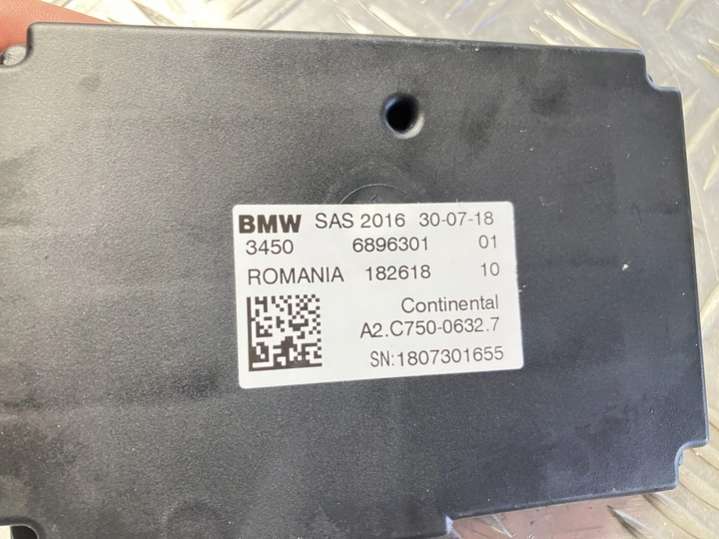 BMW SAS 2016 30-07-18
3450 6896301 01
ROMANIA 182618 10
Continental
A2.C750-0632.7
SN:1807301655